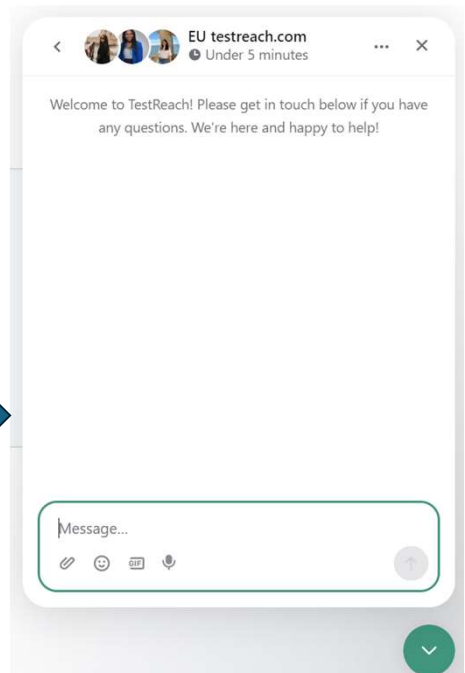 EU testreach.com
Under 5 minutes
Welcome to TestReach! Please get in touch below if you have
any questions. We're here and happy to help!
Message...
GIF